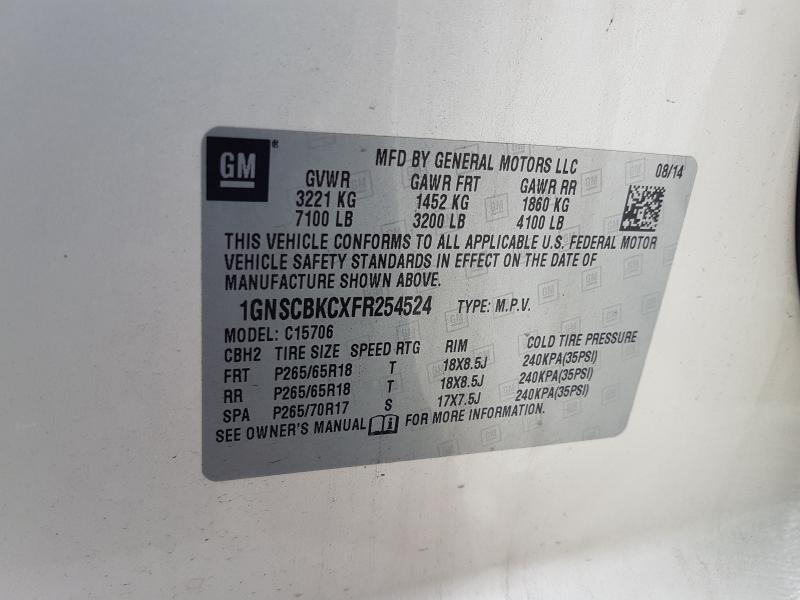 GM®
MFD BY GENERAL MOTORS LLC
08/14
GVWR GAWR FRT GAWR RR
3221 KG 1452 KG 1860 KG
7100 LB 3200 LB 4100 LB
THIS VEHICLE CONFORMS TO ALL APPLICABLE U.S. FEDERAL MOTOR
VEHICLE SAFETY STANDARDS IN EFFECT ON THE DATE OF
MANUFACTURE SHOWN ABOVE.
1GNSCBKCXFR254524 TYPE: M.P.V.
MODEL: C15706
CBH2 TIRE SIZE SPEED RTG RIM COLD TIRE PRESSURE
FRT P265/65R18 T 18X8.5J 240KPA(35PSI)
RR P265/65R18 T 18X8.5J 240KPA(35PSI)
SPA P265/70R17 S 17X7.5J 240KPA(35PSI)
SEE OWNER'S MANUAL FOR MORE INFORMATION.